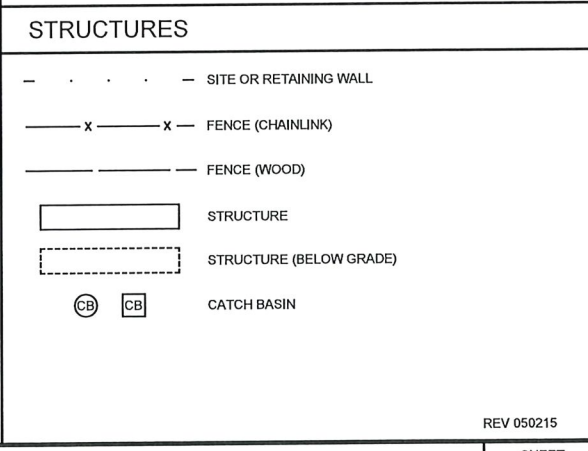 STRUCTURES
SITE OR RETAINING WALL
X X FENCE (CHAINLINK)
FENCE (WOOD)
STRUCTURE
STRUCTURE (BELOW GRADE)
CB CB CATCH BASIN
REV 050215